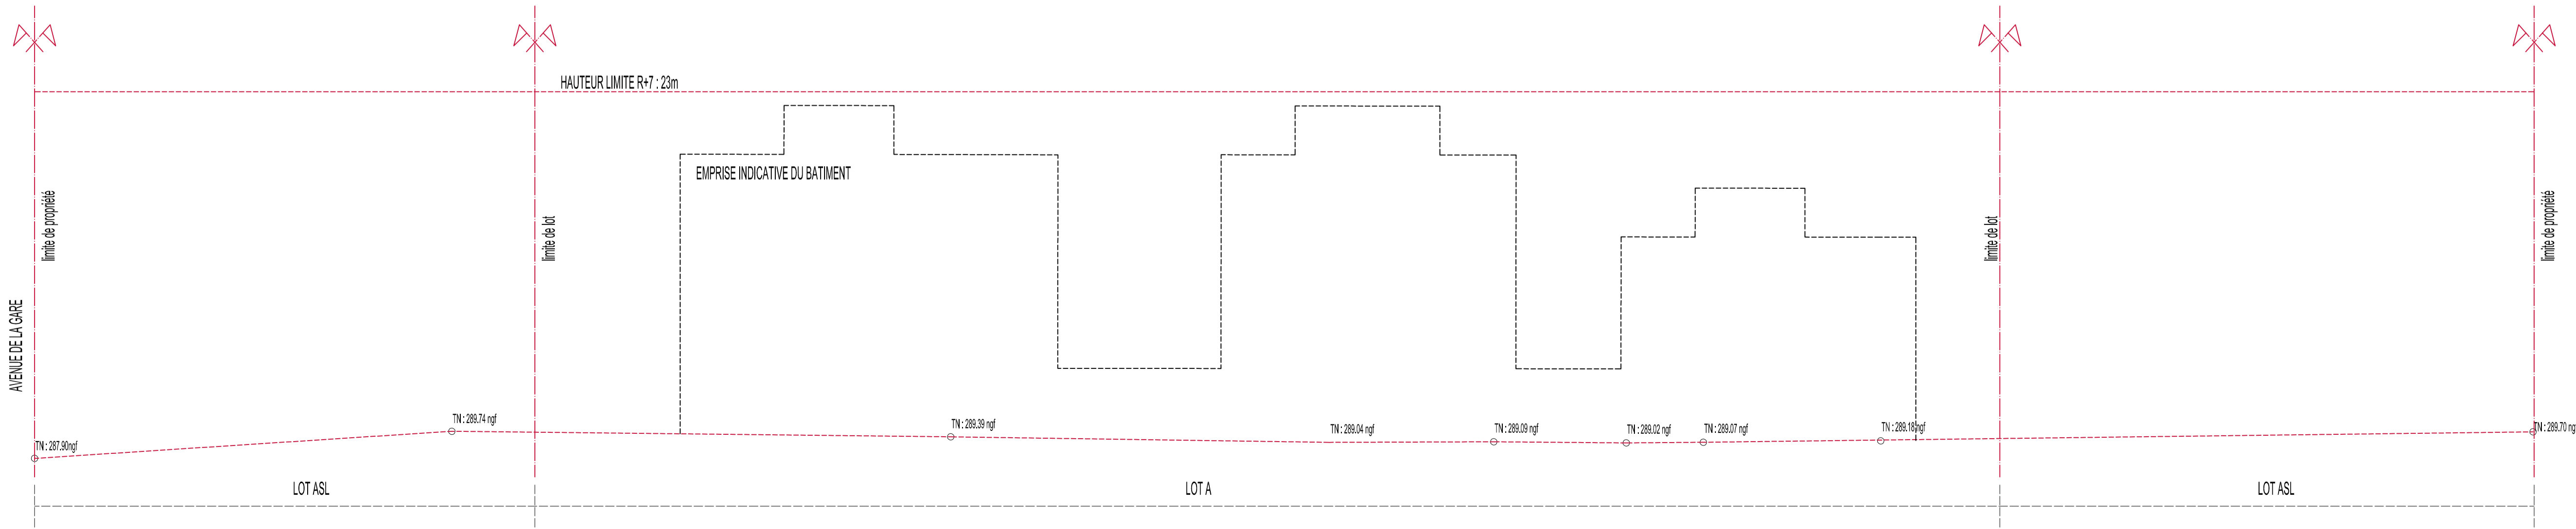 HAUTEUR LIMITE R+7 : 23m
EMPRISE INDICATIVE DU BATIMENT
limite de propriété
limite de lot
limite de lot
limite de propriété
AVENUE DE LA GARE
TN : 287.90ngf
TN : 289.74 ngf
TN : 289.39 ngf
TN : 289.04 ngf
TN : 289.09 ngf
TN : 289.02 ngf
TN : 289.07 ngf
TN : 289.18ngf
TN : 289.70 ng
LOT ASL
LOT A
LOT ASL